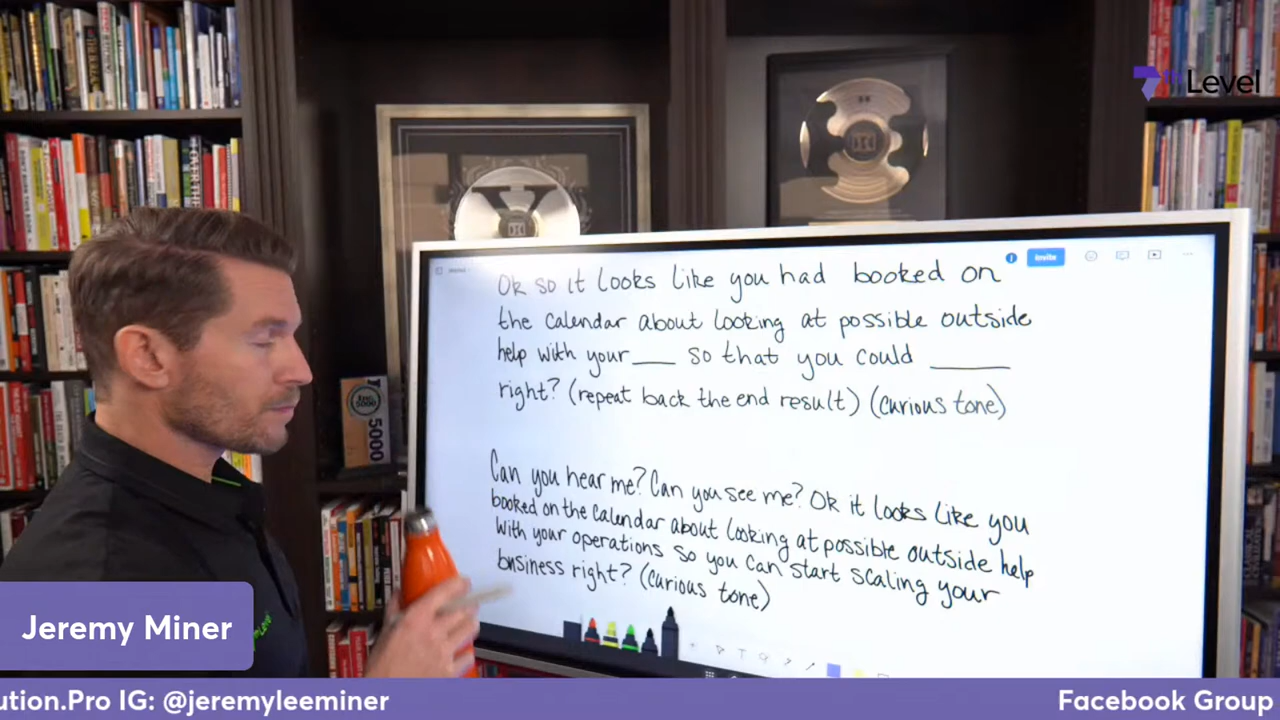 7th Level
Invite
Ok so it looks like you had booked on
the calendar about looking at possible outside
help with your ___ so that you could ______
right? (repeat back the end result) (curious tone)
Can you hear me? Can you see me? Ok it looks like you
booked on the calendar about looking at possible outside help
with your operations so you can start scaling your
business right? (curious tone)
5000
Jeremy Miner
ution.Pro IG: @jeremyleeminer
Facebook Group